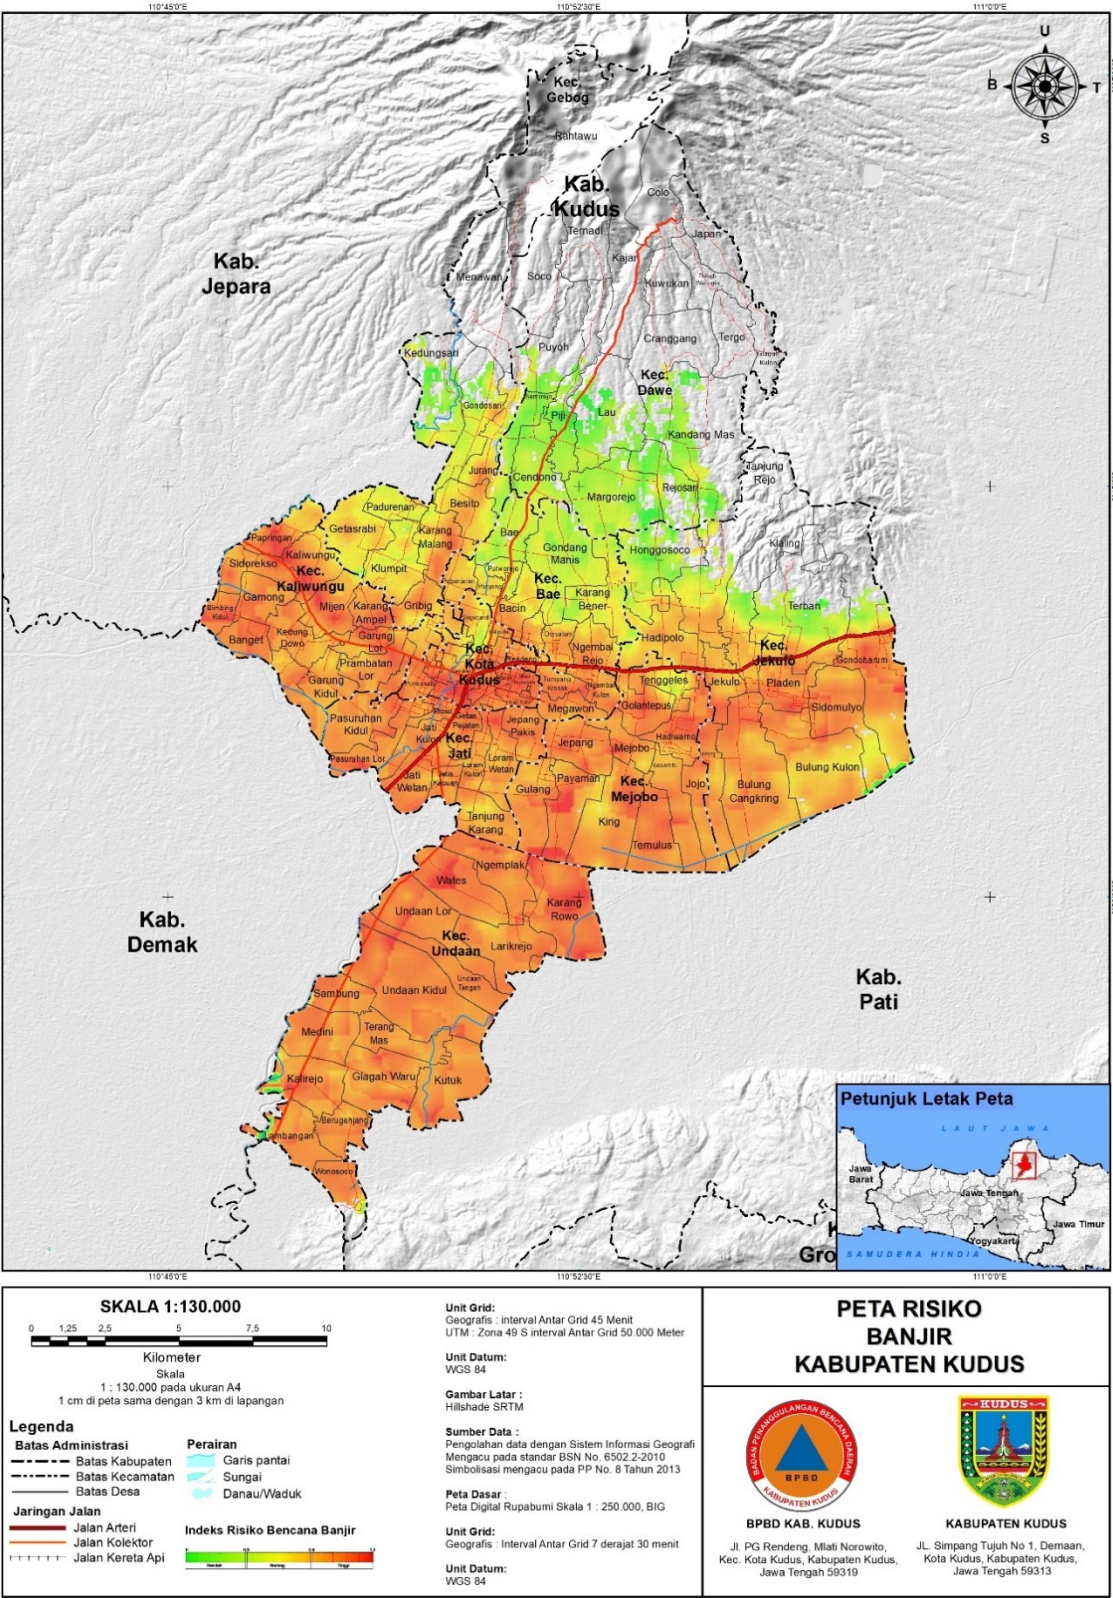 110°45'0"E
110°52'30"E
111°0'0"E
U
B
T
S
Kec.
Gebog
Rahtawu
Kab.
Kudus
Colo
Ternadi
Japan
Kajar
Kab.
Jepara
Menawan
Soco
Kuwukan
Cranggang
Tergo
Puyoh
Kedungsari
Kec.
Dawe
Gondosari
Samirejo
Piji
Lau
Kandang Mas
Tanjung
Rejo
Jurang
Cendono
Margorejo
Rejosari
Besito
Padurenan
Getasrabi
Karang
Malang
Bae
Gondang
Manis
Honggosoco
Klaling
Papringan
Kaliwungu
Sidorekso
Kec.
Kaliwungu
Klumpit
Purworejo
Kec.
Bae
Karang
Bener
Gamong
Mijen
Karang
Ampel
Gribig
Bacin
Terban
Banget
Kedung
Dowo
Garung
Lor
Hadipolo
Kec.
Jekulo
Kec.
Kota
Kudus
Ngembal
Rejo
Gondoharum
Prambatan
Lor
Garung
Kidul
Tenggeles
Jekulo
Pladen
Megawon
Golantepus
Sidomulyo
Pasuruhan
Kidul
Jati
Kulon
Kec.
Jati
Jepang
Pakis
Hadiwarno
Jepang
Mejobo
Pasuruhan Lor
Loram
Wetan
Loram
Kulon
Bulung Kulon
Jati
Wetan
Gulang
Payaman
Kec.
Mejobo
Jojo
Bulung
Cangkring
Tanjung
Karang
Kirig
Temulus
Ngemplak
Wates
Karang
Rowo
Undaan Lor
Kab.
Demak
Kec.
Undaan
Larikrejo
Undaan
Tengah
Kab.
Pati
Undaan Kidul
Sambung
Medini
Terang
Mas
Kalirejo
Glagah Waru
Kutuk
Berugenjang
Wonosoco
Gro
Petunjuk Letak Peta
LAUT JAWA
Jawa
Barat
Jawa Tengah
Jawa Timur
Yogyakarta
SAMUDERA HINDIA
110°45'0"E
110°52'30"E
111°0'0"E
SKALA 1:130.000
0 1,25 2,5 5 7,5 10
Kilometer
Skala
1 : 130.000 pada ukuran A4
1 cm di peta sama dengan 3 km di lapangan
Legenda
Batas Administrasi
Batas Kabupaten
Batas Kecamatan
Batas Desa
Jaringan Jalan
Jalan Arteri
Jalan Kolektor
Jalan Kereta Api
Perairan
Garis pantai
Sungai
Danau/Waduk
Indeks Risiko Bencana Banjir
Unit Grid:
Geografis : interval Antar Grid 45 Menit
UTM : Zona 49 S interval Antar Grid 50.000 Meter
Unit Datum:
WGS 84
Gambar Latar :
Hillshade SRTM
Sumber Data :
Pengolahan data dengan Sistem Informasi Geografi
Mengacu pada standar BSN No. 6502.2-2010
Simbolisasi mengacu pada PP No. 8 Tahun 2013
Peta Dasar :
Peta Digital Rupabumi Skala 1 : 250.000, BIG
Unit Grid:
Geografis : Interval Antar Grid 7 derajat 30 menit
Unit Datum:
WGS 84
PETA RISIKO
BANJIR
KABUPATEN KUDUS
BADAN PENANGGULANGAN BENCANA DAERAH
BPBD
KABUPATEN KUDUS
KUDUS
BPBD KAB. KUDUS
Jl. PG Rendeng, Mlati Norowito,
Kec. Kota Kudus, Kabupaten Kudus,
Jawa Tengah 59319
KABUPATEN KUDUS
JL. Simpang Tujuh No 1, Demaan,
Kota Kudus, Kabupaten Kudus,
Jawa Tengah 59313